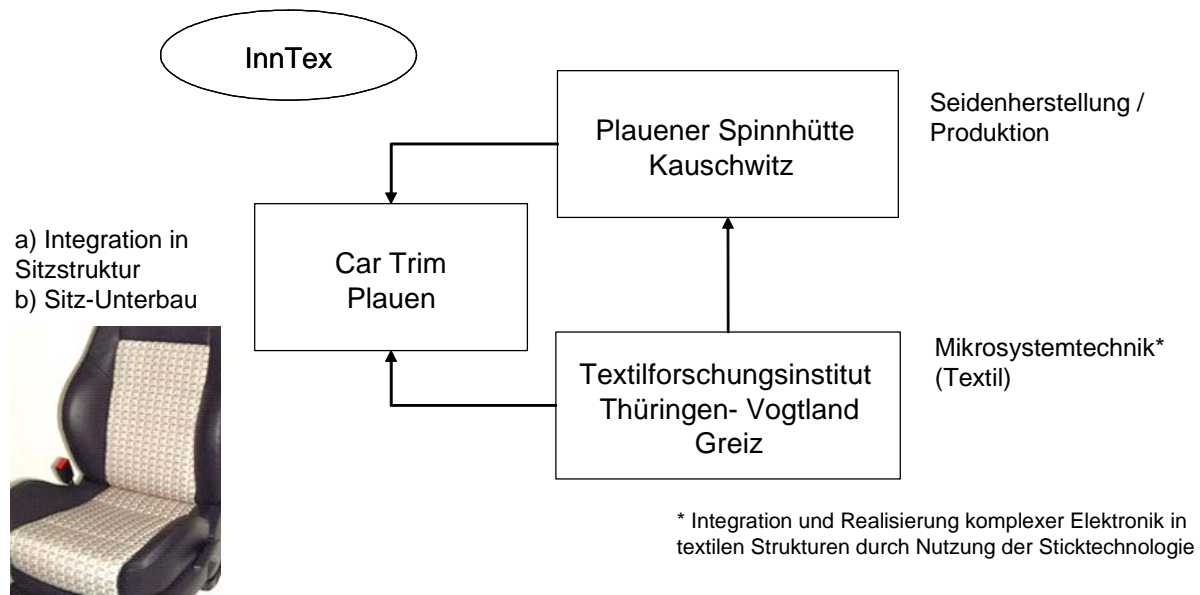 InnTex
Plauener Spinnhütte
Kauschwitz
Seidenherstellung /
Produktion
a) Integration in
Sitzstruktur
b) Sitz-Unterbau
Car Trim
Plauen
Textilforschungsinstitut
Thüringen- Vogtland
Greiz
Mikrosystemtechnik*
(Textil)
* Integration und Realisierung komplexer Elektronik in
textilen Strukturen durch Nutzung der Sticktechnologie